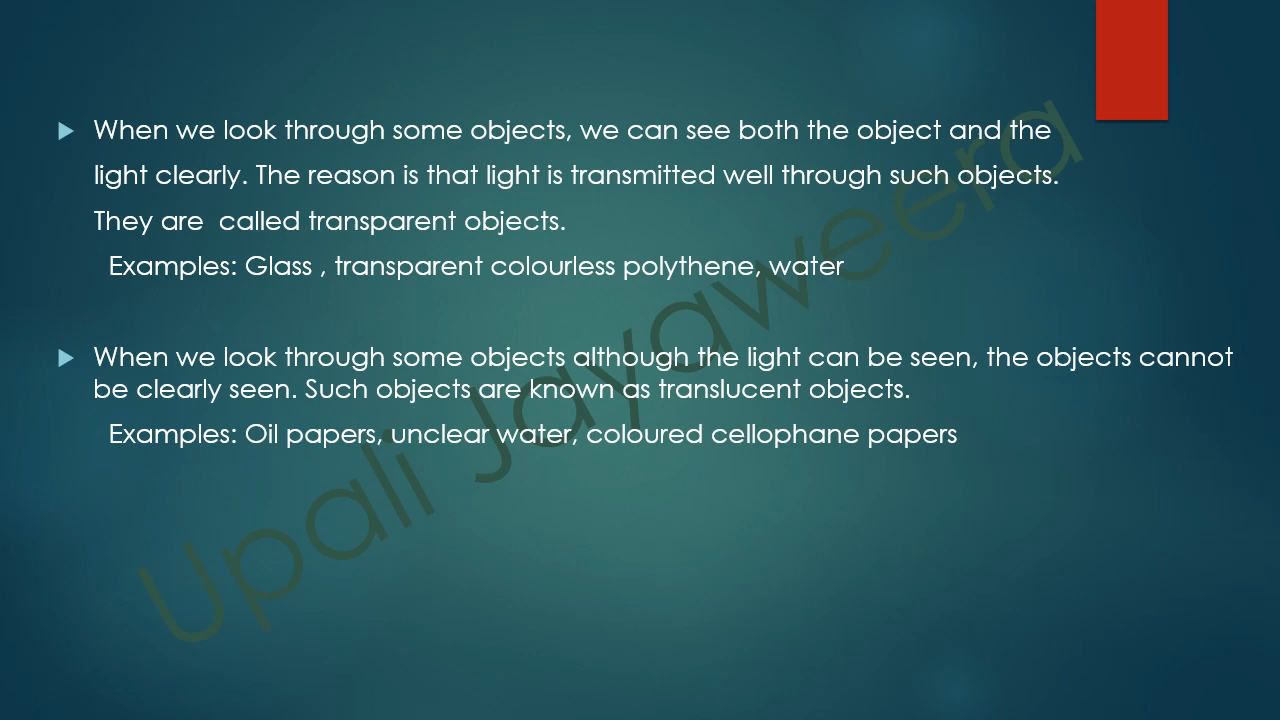 When we look through some objects, we can see both the object and the
light clearly. The reason is that light is transmitted well through such objects.
They are  called transparent objects.
Examples: Glass , transparent colourless polythene, water
When we look through some objects although the light can be seen, the objects cannot
be clearly seen. Such objects are known as translucent objects.
Examples: Oil papers, unclear water, coloured cellophane papers
Upali Jayaweera